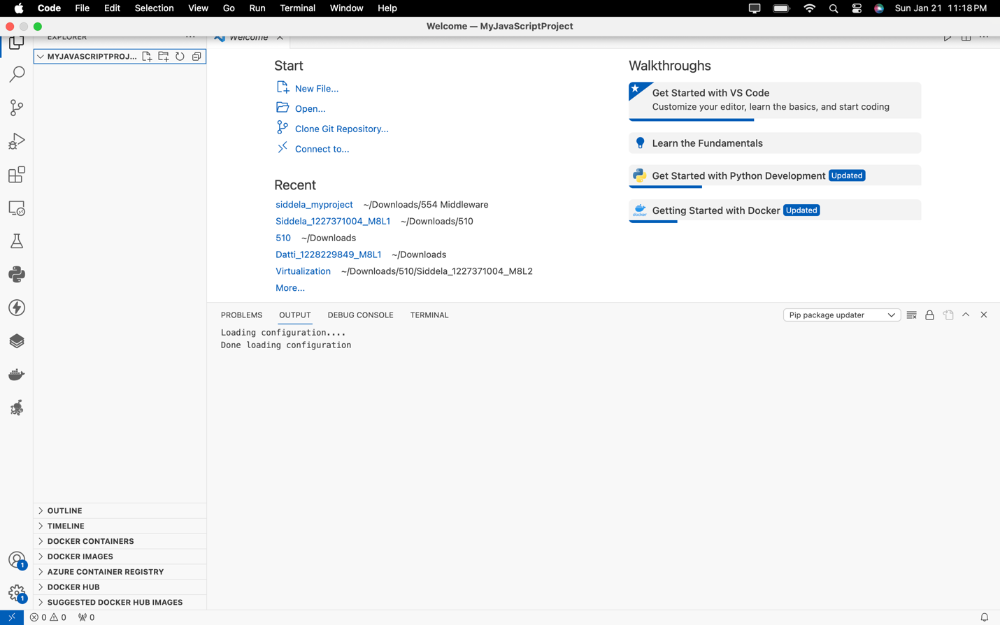 Code File Edit Selection View Go Run Terminal Window Help Sun Jan 21 11:18 PM
Welcome — MyJavaScriptProject
EXPLORER
Welcome
MYJAVASCRIPTPROJ...
Start
New File...
Open...
Clone Git Repository...
Connect to...
Recent
siddela_myproject ~/Downloads/554 Middleware
Siddela_1227371004_M8L1 ~/Downloads/510
510 ~/Downloads
Datti_1228229849_M8L1 ~/Downloads
Virtualization ~/Downloads/510/Siddela_1227371004_M8L2
More...
Walkthroughs
Get Started with VS Code
Customize your editor, learn the basics, and start coding
Learn the Fundamentals
Get Started with Python Development Updated
docker Getting Started with Docker Updated
PROBLEMS OUTPUT DEBUG CONSOLE TERMINAL Pip package updater
Loading configuration....
Done loading configuration
OUTLINE
TIMELINE
DOCKER CONTAINERS
DOCKER IMAGES
AZURE CONTAINER REGISTRY
DOCKER HUB
SUGGESTED DOCKER HUB IMAGES
1
1
0 0 0